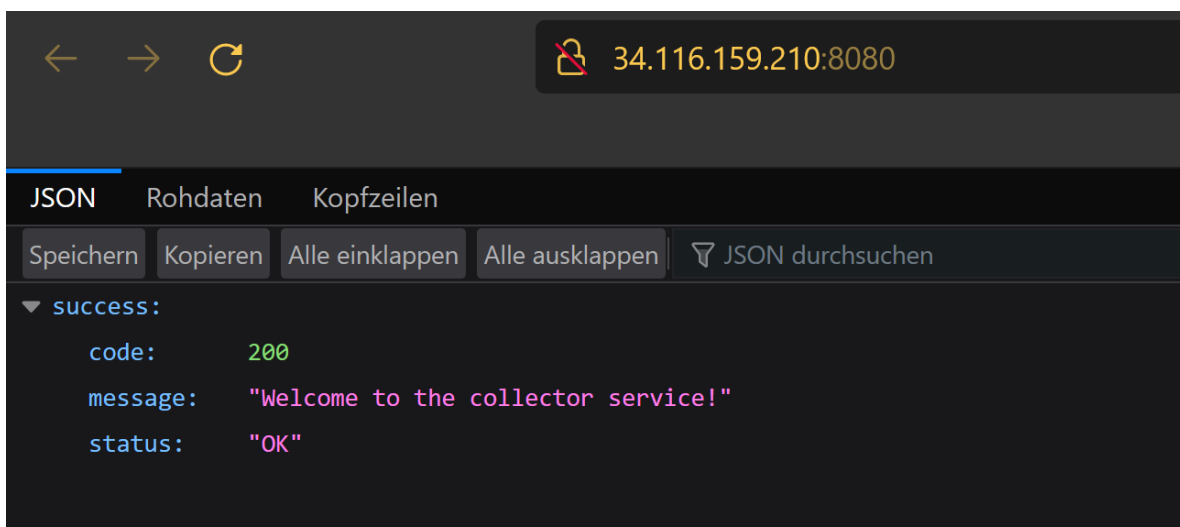 34.116.159.210:8080
JSON Rohdaten Kopfzeilen
Speichern Kopieren Alle einklappen Alle ausklappen JSON durchsuchen
success:
code: 200
message: "Welcome to the collector service!"
status: "OK"